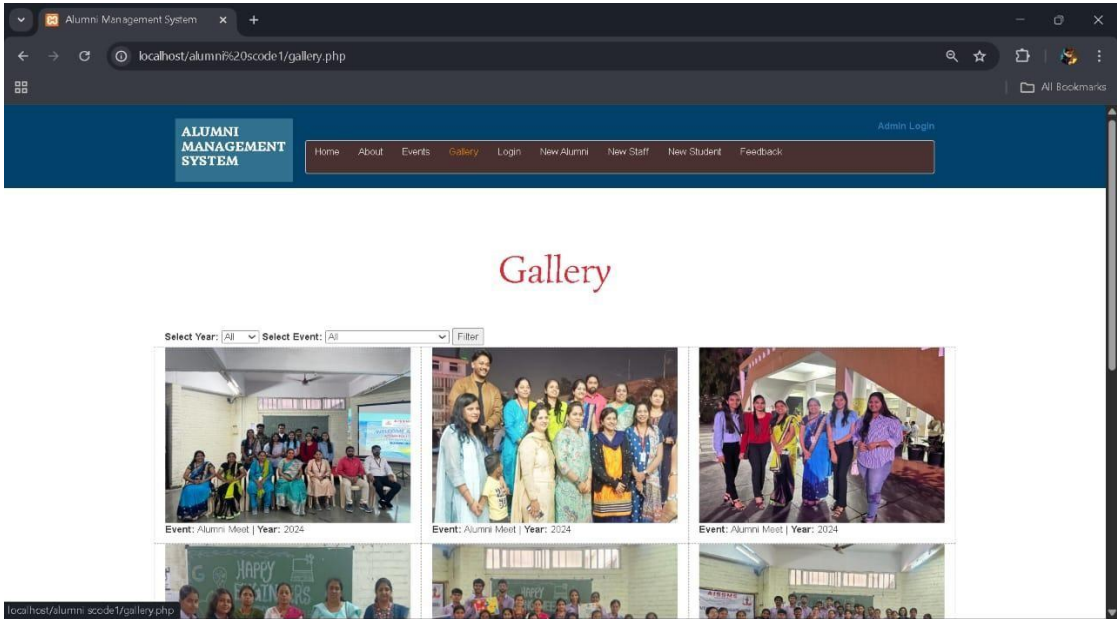 Alumni Management System
localhost/alumni%20scode1/gallery.php
All Bookmarks
Admin Login
ALUMNI
MANAGEMENT
SYSTEM
Home About Events Gallery Login New Alumni New Staff New Student Feedback
Gallery
Select Year: All Select Event: All Filter
Event: Alumni Meet | Year: 2024 Event: Alumni Meet | Year: 2024 Event: Alumni Meet | Year: 2024
HAPPY
localhost/alumni scode1/gallery.php